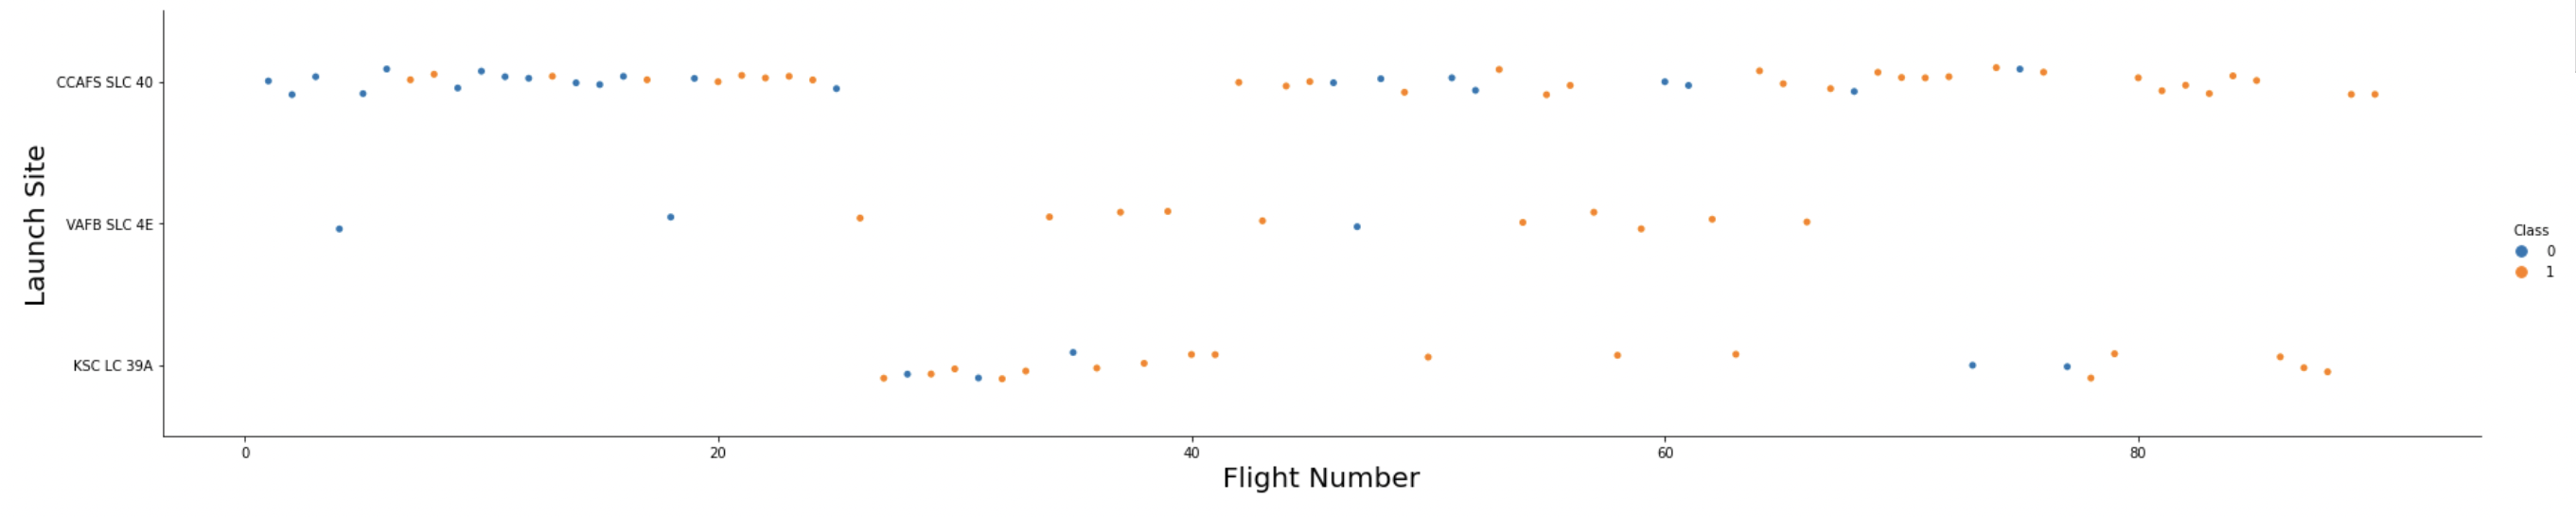 CCAFS SLC 40
VAFB SLC 4E
KSC LC 39A
Launch Site
0 20 40 60 80
Flight Number
Class
0
1